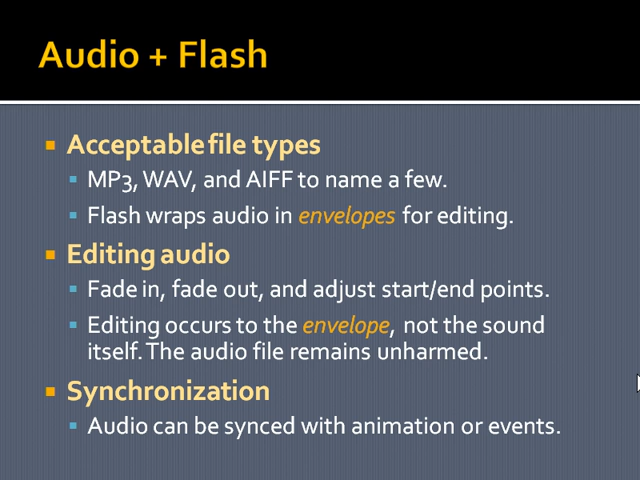 Audio + Flash
Acceptable file types
MP3, WAV, and AIFF to name a few.
Flash wraps audio in envelopes for editing.
Editing audio
Fade in, fade out, and adjust start/end points.
Editing occurs to the envelope, not the sound
itself. The audio file remains unharmed.
Synchronization
Audio can be synced with animation or events.